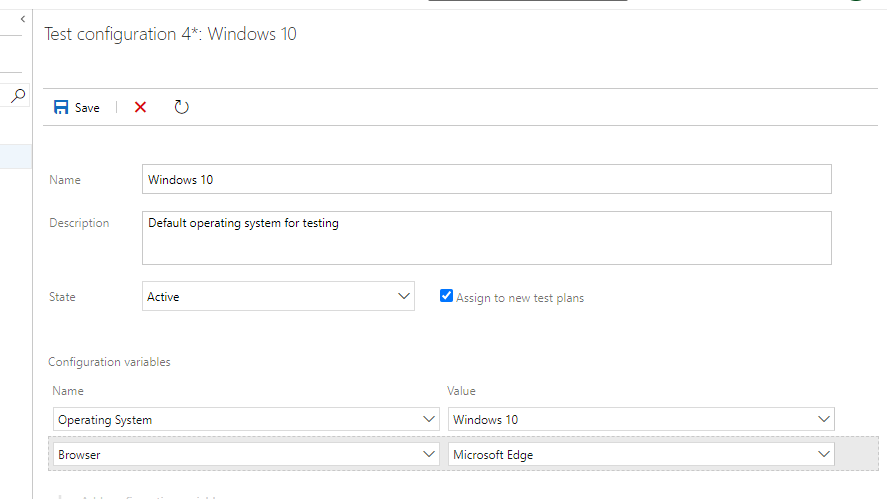 Test configuration 4*: Windows 10
Save
Name Windows 10
Description Default operating system for testing
State Active Assign to new test plans
Configuration variables
Name Value
Operating System Windows 10
Browser Microsoft Edge